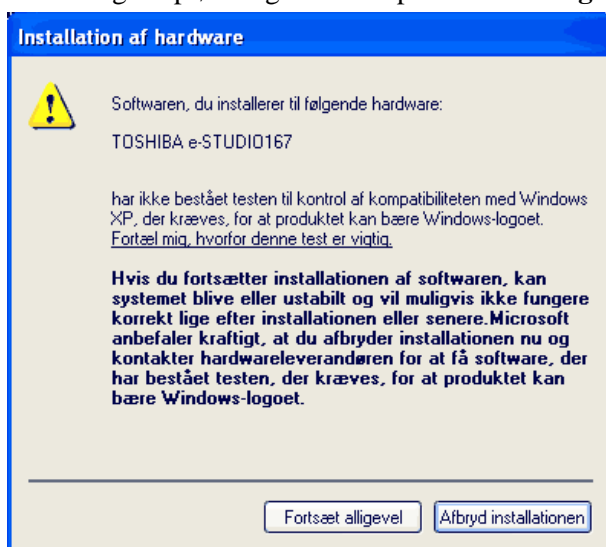 Installation af hardware
Softwaren, du installerer til følgende hardware:
TOSHIBA e-STUDIO167
har ikke bestået testen til kontrol af kompatibiliteten med Windows
XP, der kræves, for at produktet kan bære Windows-logoet.
Fortæl mig, hvorfor denne test er vigtig.
Hvis du fortsætter installationen af softwaren, kan
systemet blive eller ustabilt og vil muligvis ikke fungere
korrekt lige efter installationen eller senere.Microsoft
anbefaler kraftigt, at du afbryder installationen nu og
kontakter hardwareleverandøren for at få software, der
har bestået testen, der kræves, for at produktet kan
bære Windows-logoet.
Fortsæt alligevel
Afbryd installationen